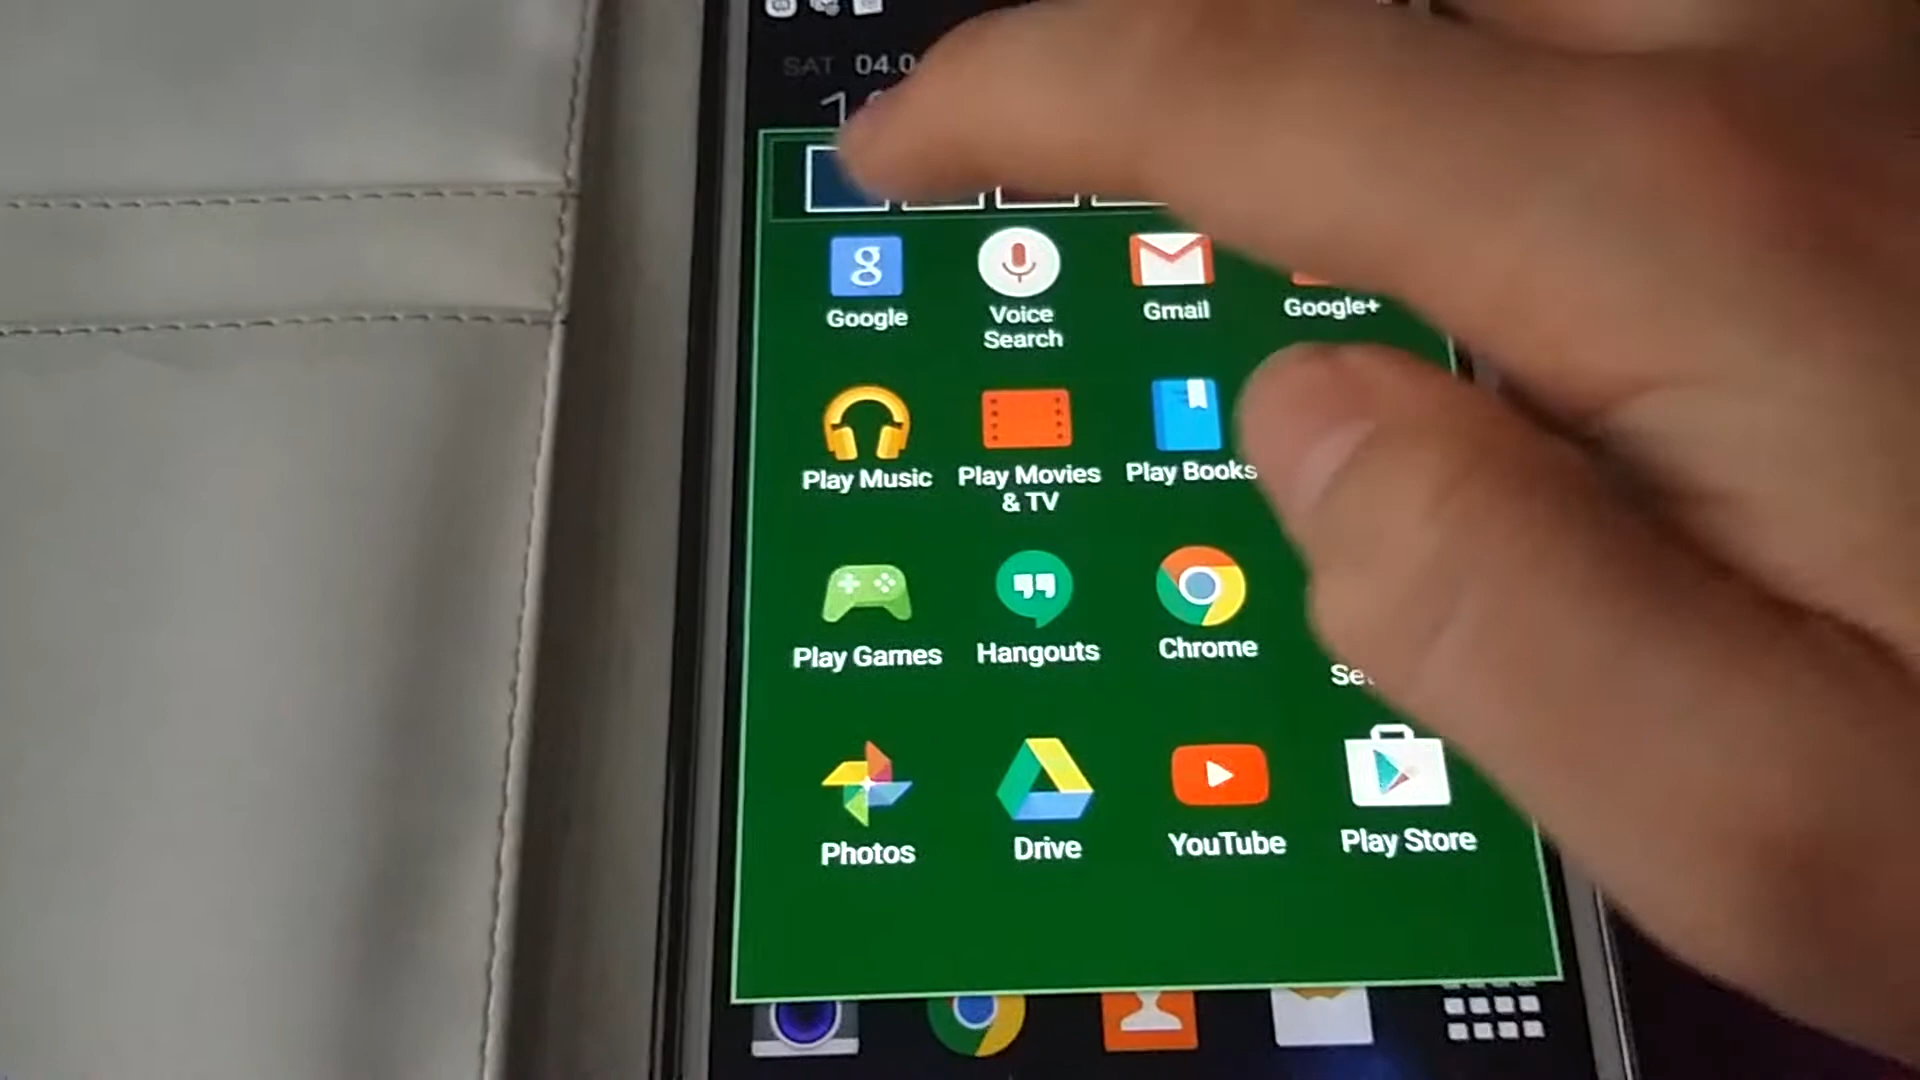 SAT 04.0
g
Google
Voice
Search
Gmail
Google+
Play Music
Play Movies
& TV
Play Books
Play Games
Hangouts
Chrome
Photos
Drive
YouTube
Play Store